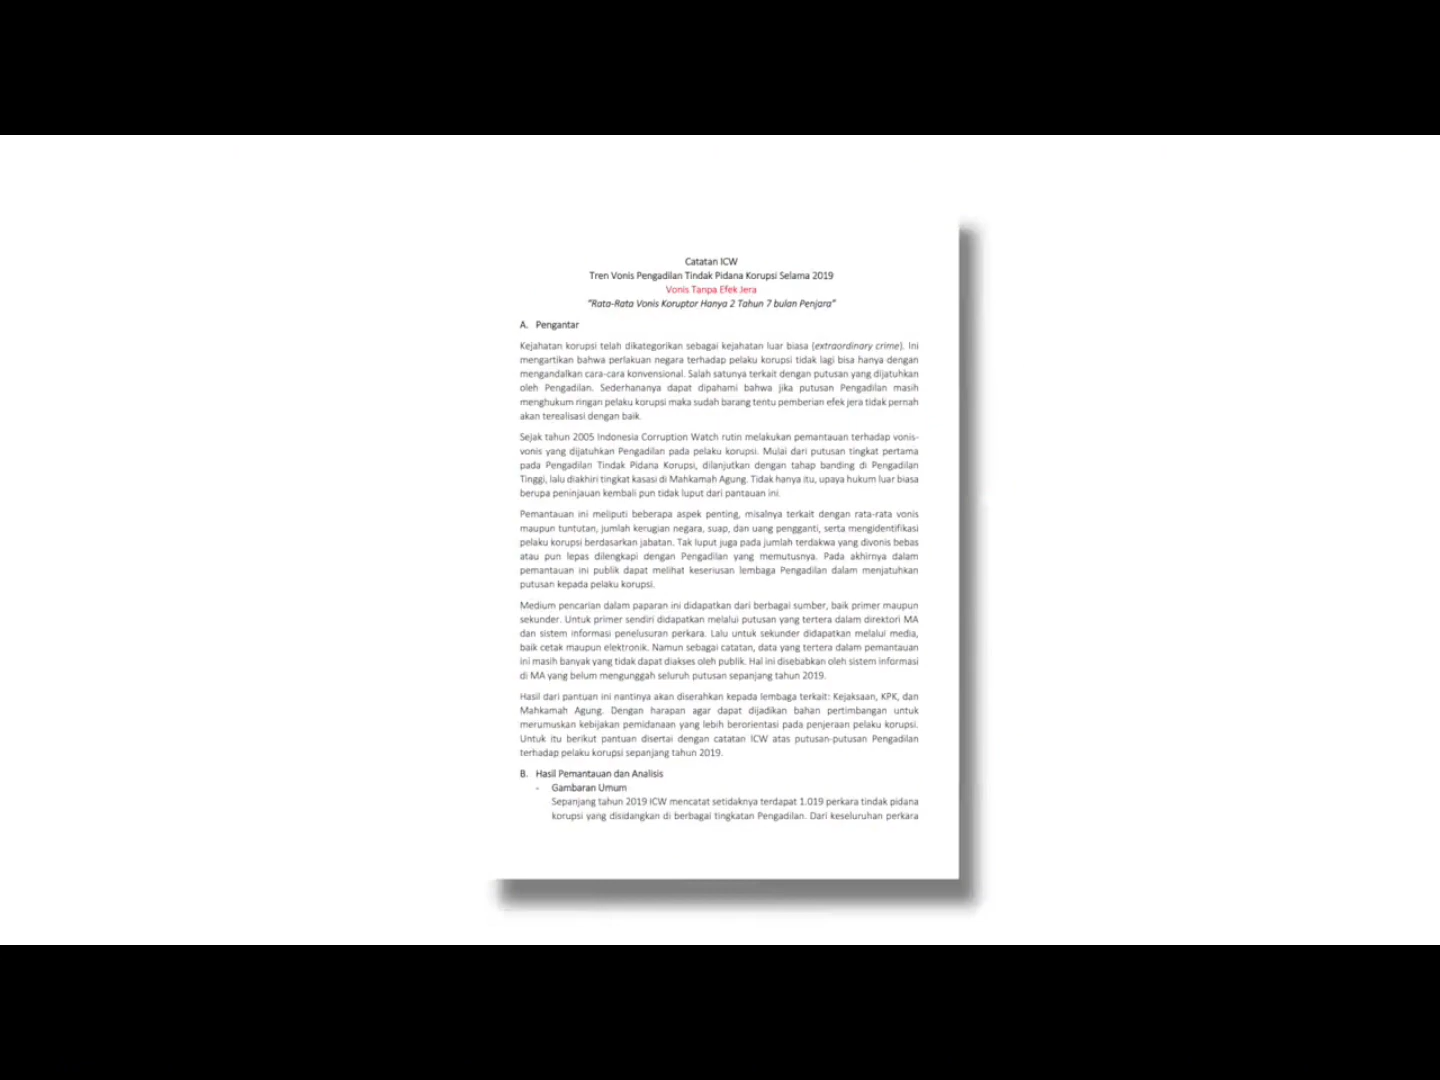 Catatan ICW
Tren Vonis Pengadilan Tindak Pidana Korupsi Selama 2019
Vonis Tanpa Efek Jera
"Rata-Rata Vonis Koruptor Hanya 2 Tahun 7 bulan Penjara"
A. Pengantar
Kejahatan korupsi telah dikategorikan sebagai kejahatan luar biasa (extraordinary crime). Ini
mengartikan bahwa perlakuan negara terhadap pelaku korupsi tidak lagi bisa hanya dengan
mengandalkan cara-cara konvensional. Salah satunya terkait dengan putusan yang dijatuhkan
oleh Pengadilan. Sederhananya dapat dipahami bahwa jika putusan Pengadilan masih
menghukum ringan pelaku korupsi maka sudah barang tentu pemberian efek jera tidak pernah
akan terealisasi dengan baik.
Sejak tahun 2005 Indonesia Corruption Watch rutin melakukan pemantauan terhadap vonis-
vonis yang dijatuhkan Pengadilan pada pelaku korupsi. Mulai dari putusan tingkat pertama
pada Pengadilan Tindak Pidana Korupsi, dilanjutkan dengan tahap banding di Pengadilan
Tinggi, lalu diakhiri tingkat kasasi di Mahkamah Agung. Tidak hanya itu, upaya hukum luar biasa
berupa peninjauan kembali pun tidak luput dari pantauan ini.
Pemantauan ini meliputi beberapa aspek penting, misalnya terkait dengan rata-rata vonis
maupun tuntutan, jumlah kerugian negara, suap, dan uang pengganti, serta mengidentifikasi
pelaku korupsi berdasarkan jabatan. Tak luput juga pada jumlah terdakwa yang divonis bebas
atau pun lepas dilengkapi dengan Pengadilan yang memutusnya. Pada akhirnya dalam
pemantauan ini publik dapat melihat keseriusan lembaga Pengadilan dalam menjatuhkan
putusan kepada pelaku korupsi.
Medium pencarian dalam paparan ini didapatkan dari berbagai sumber, baik primer maupun
sekunder. Untuk primer sendiri didapatkan melalui putusan yang tertera dalam direktori MA
dan sistem informasi penelusuran perkara. Lalu untuk sekunder didapatkan melalui media,
baik cetak maupun elektronik. Namun sebagai catatan, data yang tertera dalam pemantauan
ini masih banyak yang tidak dapat diakses oleh publik. Hal ini disebabkan oleh sistem informasi
di MA yang belum mengunggah seluruh putusan sepanjang tahun 2019.
Hasil dari pantuan ini nantinya akan diserahkan kepada lembaga terkait: Kejaksaan, KPK, dan
Mahkamah Agung. Dengan harapan agar dapat dijadikan bahan pertimbangan untuk
merumuskan kebijakan pemidanaan yang lebih berorientasi pada penjeraan pelaku korupsi.
Untuk itu berikut pantuan disertai dengan catatan ICW atas putusan-putusan Pengadilan
terhadap pelaku korupsi sepanjang tahun 2019.
B. Hasil Pemantauan dan Analisis
- Gambaran Umum
Sepanjang tahun 2019 ICW mencatat setidaknya terdapat 1.019 perkara tindak pidana
korupsi yang disidangkan di berbagai tingkatan Pengadilan. Dari keseluruhan perkara